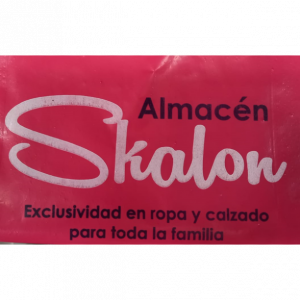 Almacén
Skalon
Exclusividad en ropa y calzado
para toda la familia